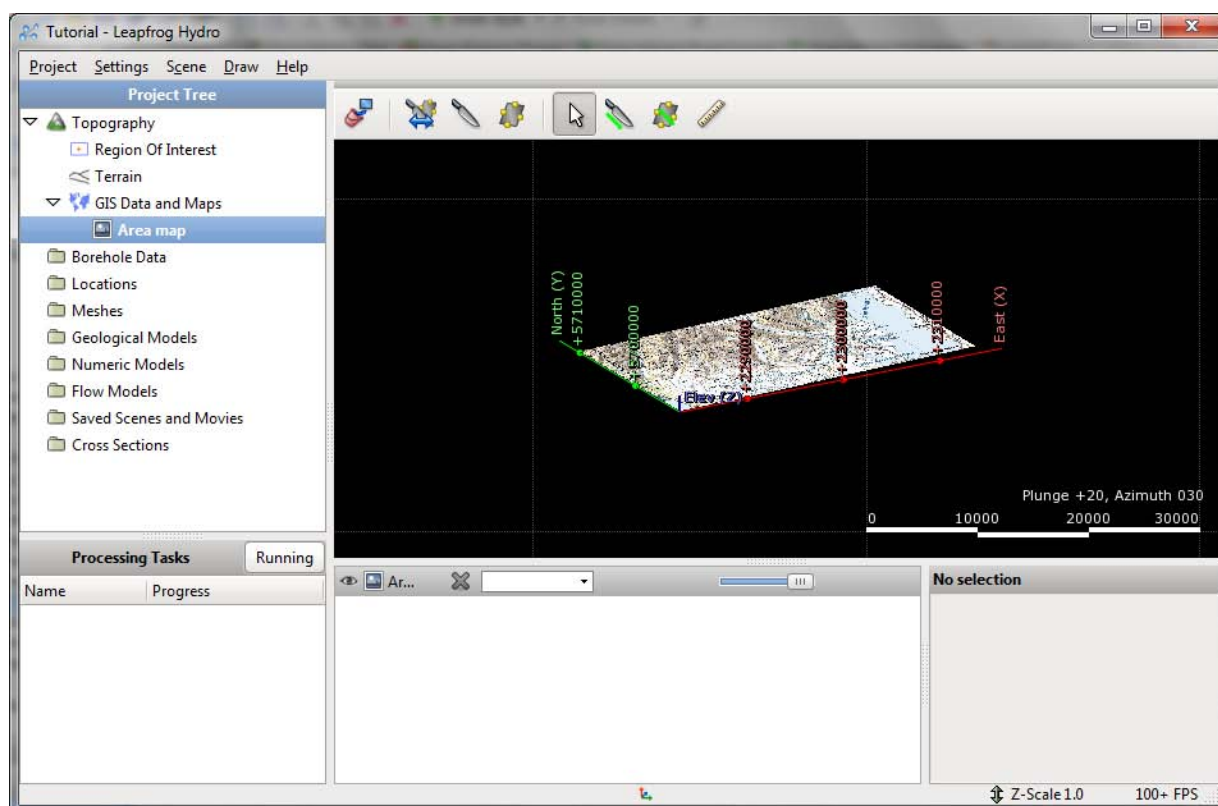 Tutorial - Leapfrog Hydro
Project Settings Scene Draw Help
Project Tree
Topography
Region Of Interest
Terrain
GIS Data and Maps
Area map
Borehole Data
Locations
Meshes
Geological Models
Numeric Models
Flow Models
Saved Scenes and Movies
Cross Sections
North (Y)
+5710000
+5700000
Elev (Z)
+2290000
+2300000
+2310000
East (X)
Plunge +20, Azimuth 030
0 10000 20000 30000
Processing Tasks Running
Name Progress
Ar...
No selection
Z-Scale 1.0 100+ FPS